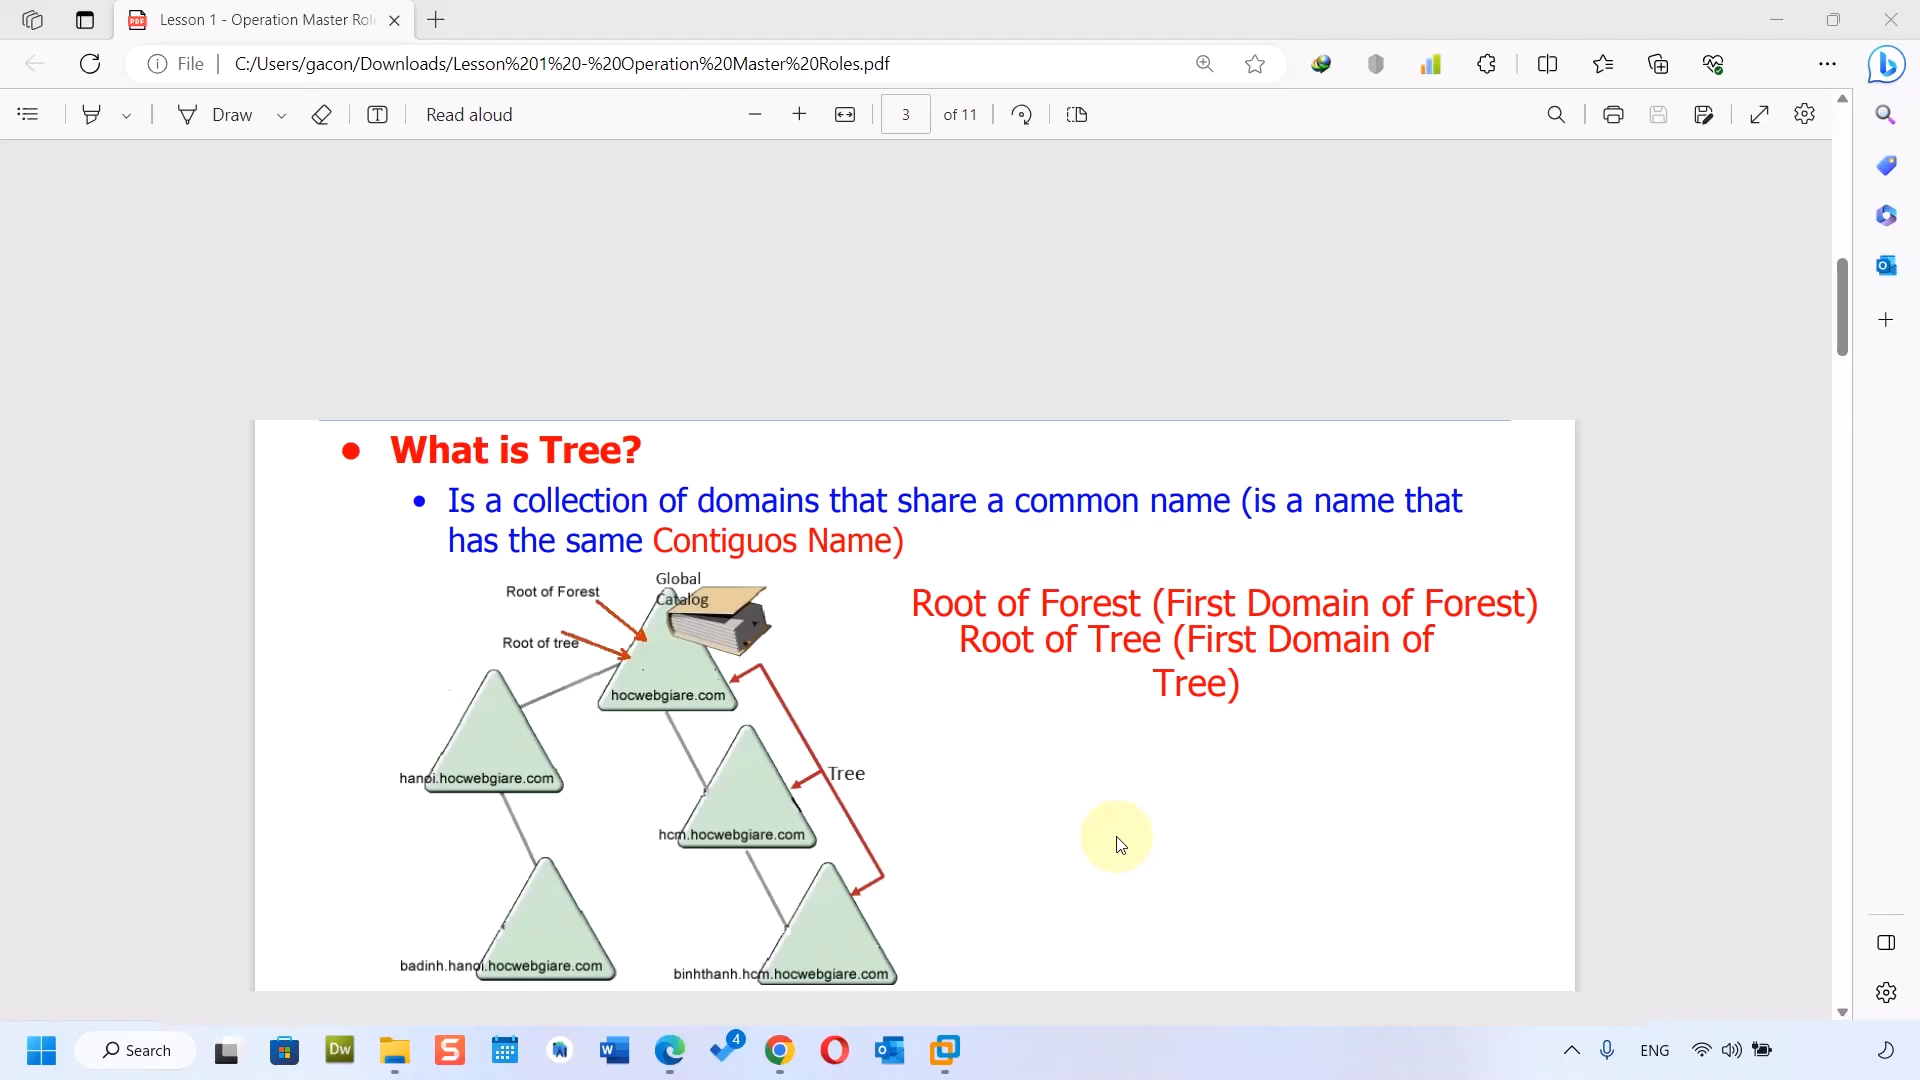 Lesson 1 - Operation Master Rol
File
C:/Users/gacon/Downloads/Lesson%201%20-%20Operation%20Master%20Roles.pdf
Draw
Read aloud
3 of 11
What is Tree?
Is a collection of domains that share a common name (is a name that
has the same Contiguos Name)
Global
Catalog
Root of Forest
Root of tree
Root of Forest (First Domain of Forest)
Root of Tree (First Domain of
Tree)
hocwebgiare.com
hanoi.hocwebgiare.com
Tree
hcm.hocwebgiare.com
badinh.hanoi.hocwebgiare.com
binhthanh.hcm.hocwebgiare.com
Search
Dw
4
ENG